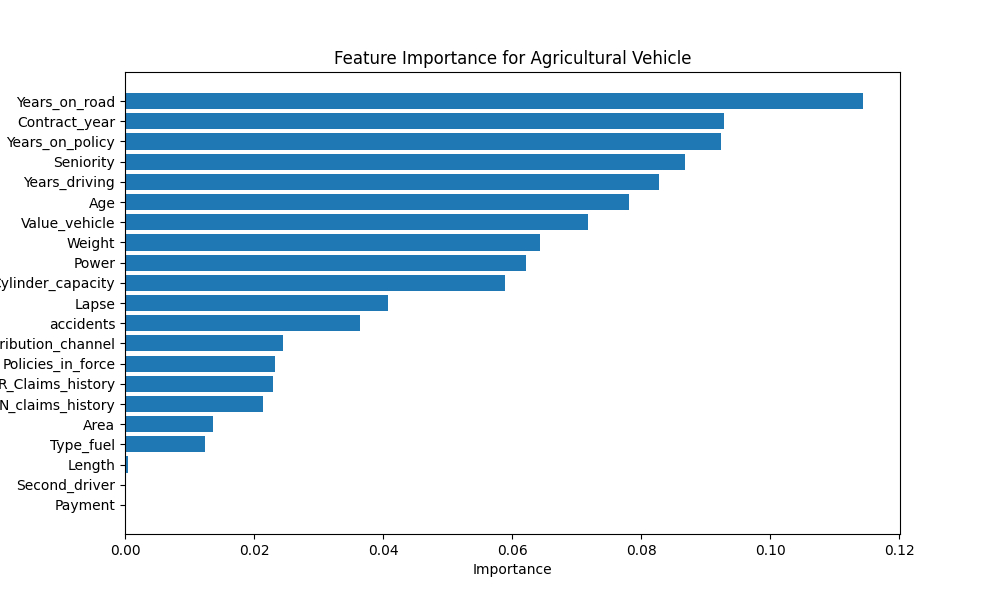 Feature Importance for Agricultural Vehicle
Years_on_road
Contract_year
Years_on_policy
Seniority
Years_driving
Age
Value_vehicle
Weight
Power
Cylinder_capacity
Lapse
accidents
ribution_channel
Policies_in_force
R_Claims_history
N_claims_history
Area
Type_fuel
Length
Second_driver
Payment
0.00 0.02 0.04 0.06 0.08 0.10 0.12
Importance